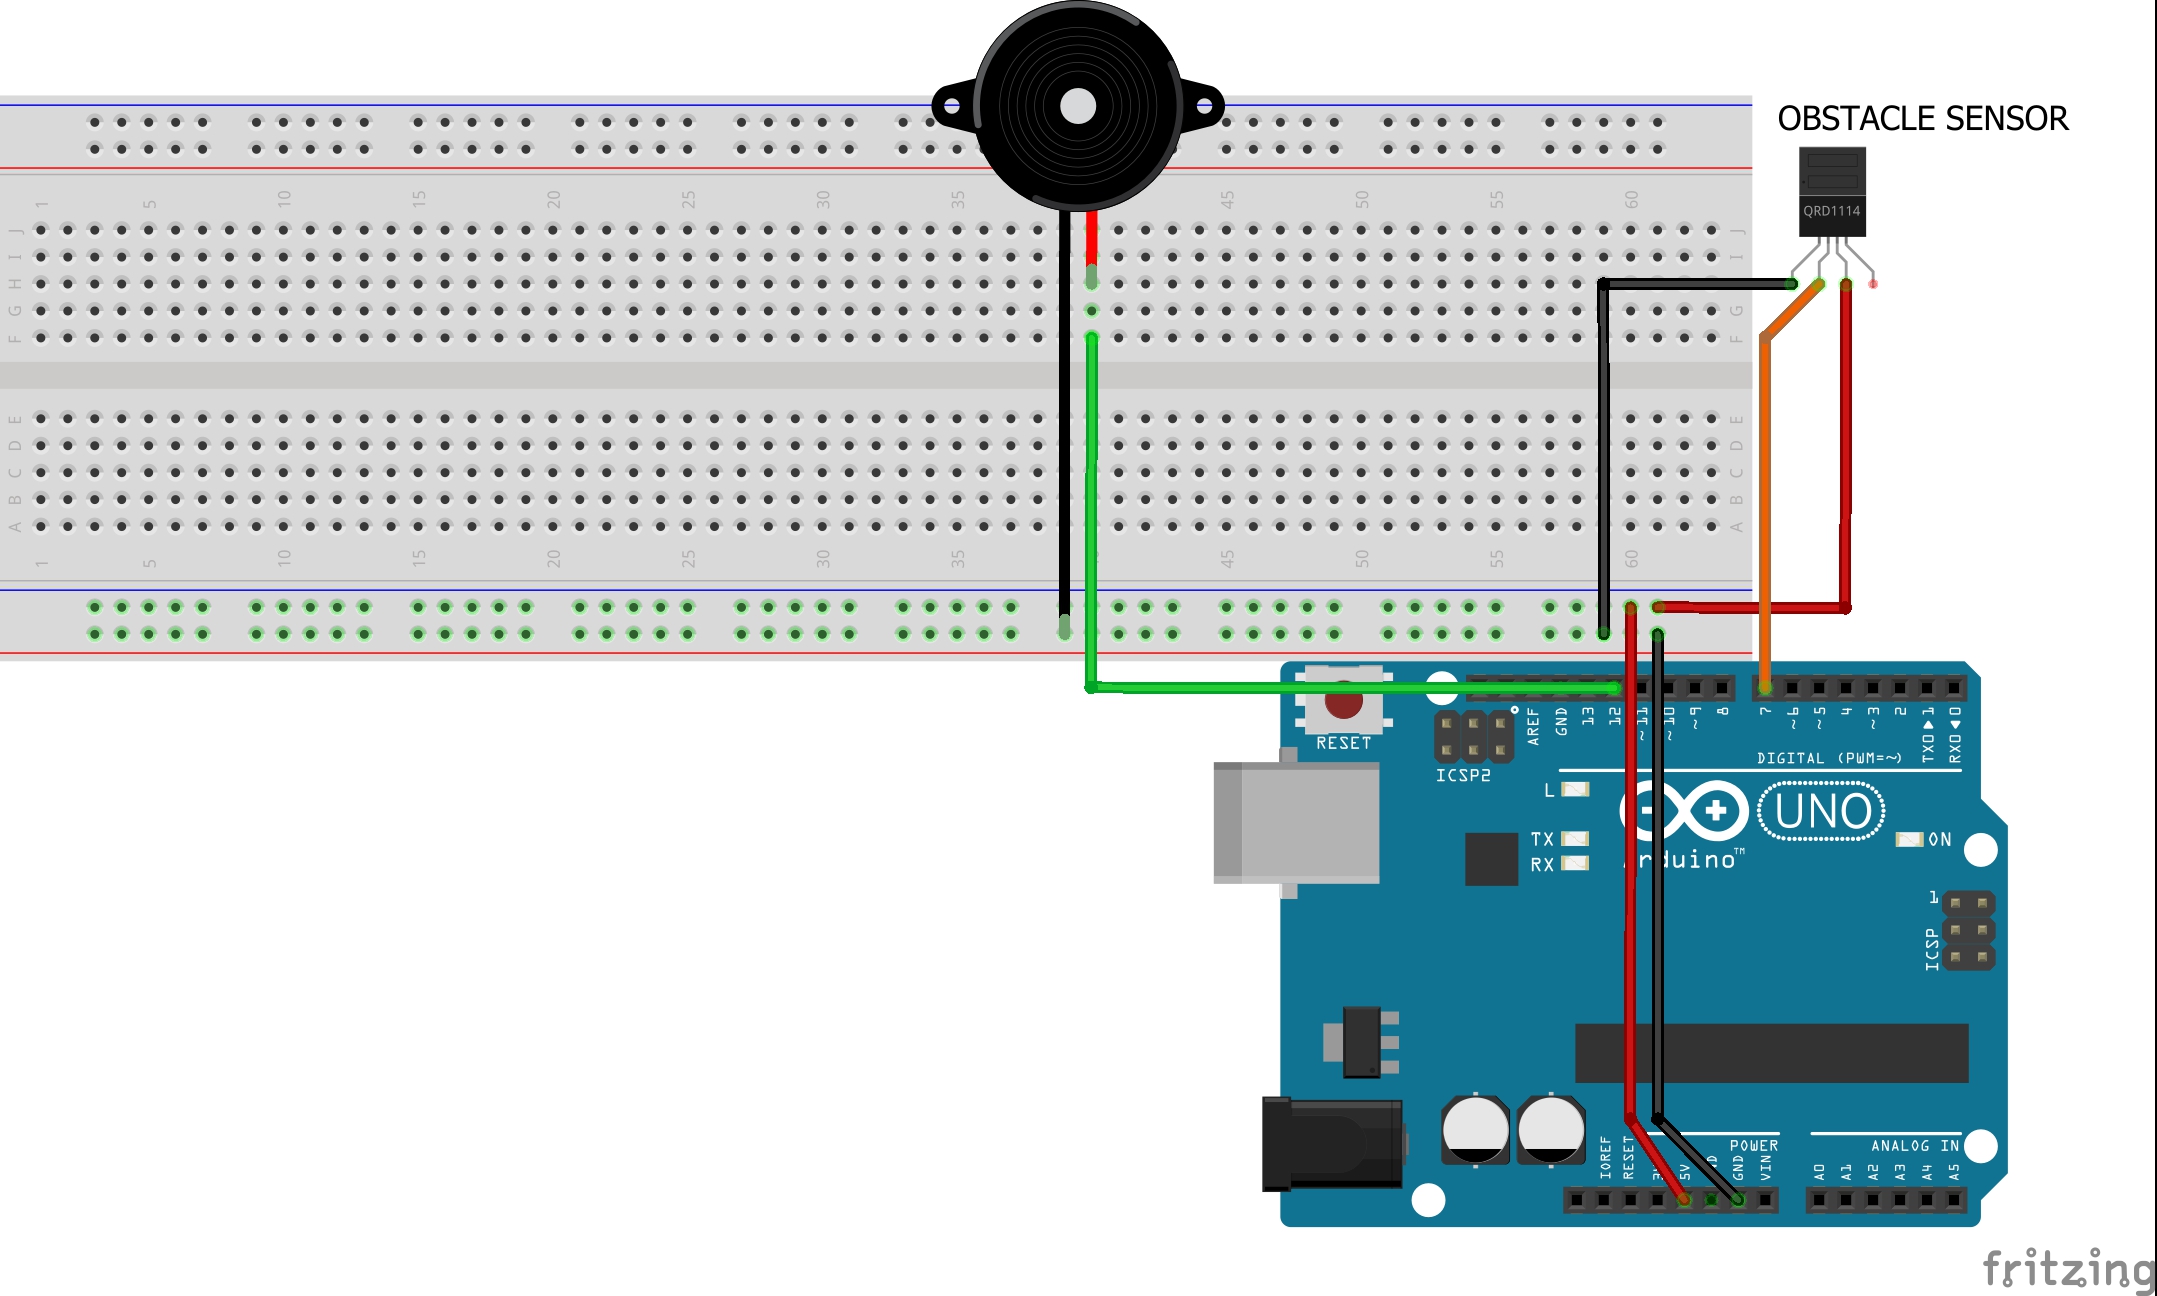 OBSTACLE SENSOR
QRD1114
1 5 10 15 20 25 30 35 45 50 55 60
J J
I I
H H
G G
F F
E E
D D
C C
B B
A A
1 5 10 15 20 25 30 35 45 50 55 60
RESET
ICSP2
AREF
GND
13
12
~11
~10
~9
8
7
~6
~5
4
~3
2
TX0▶1
RX0◀0
DIGITAL (PWM=~)
L
TX
RX
UNO
ON
Arduino™
1
ICSP
POWER
ANALOG IN
IOREF
RESET
5V
GND
VIN
A0
A1
A2
A3
A4
A5
fritzing